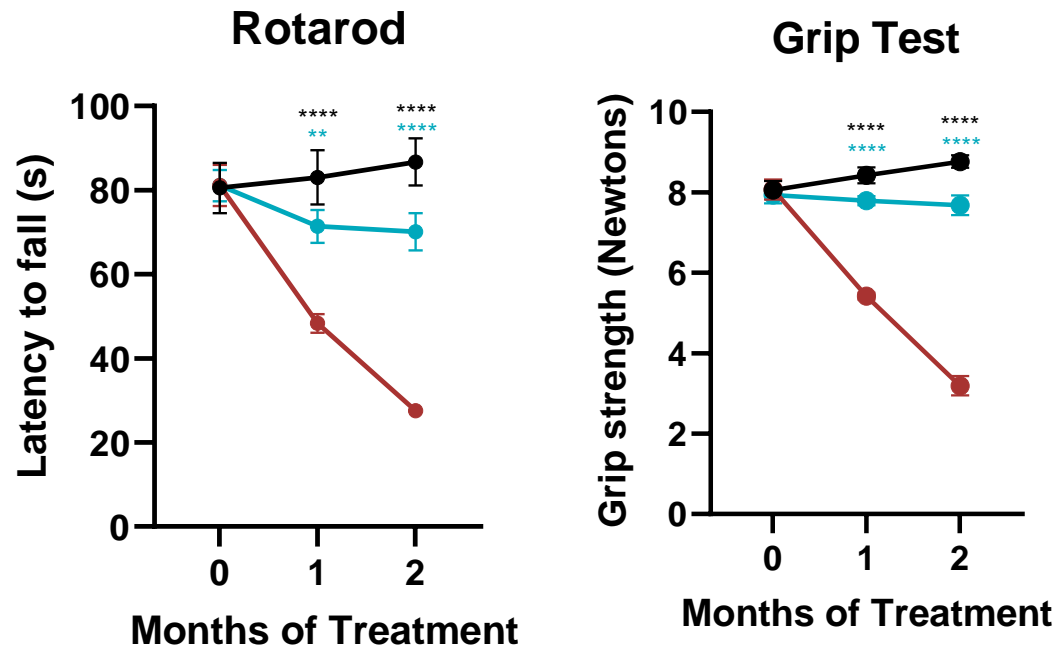 Rotarod
Latency to fall (s)
100
80
60
40
20
0
****
**
****
****
0 1 2
Months of Treatment
Grip Test
Grip strength (Newtons)
10
8
6
4
2
0
****
****
****
****
0 1 2
Months of Treatment